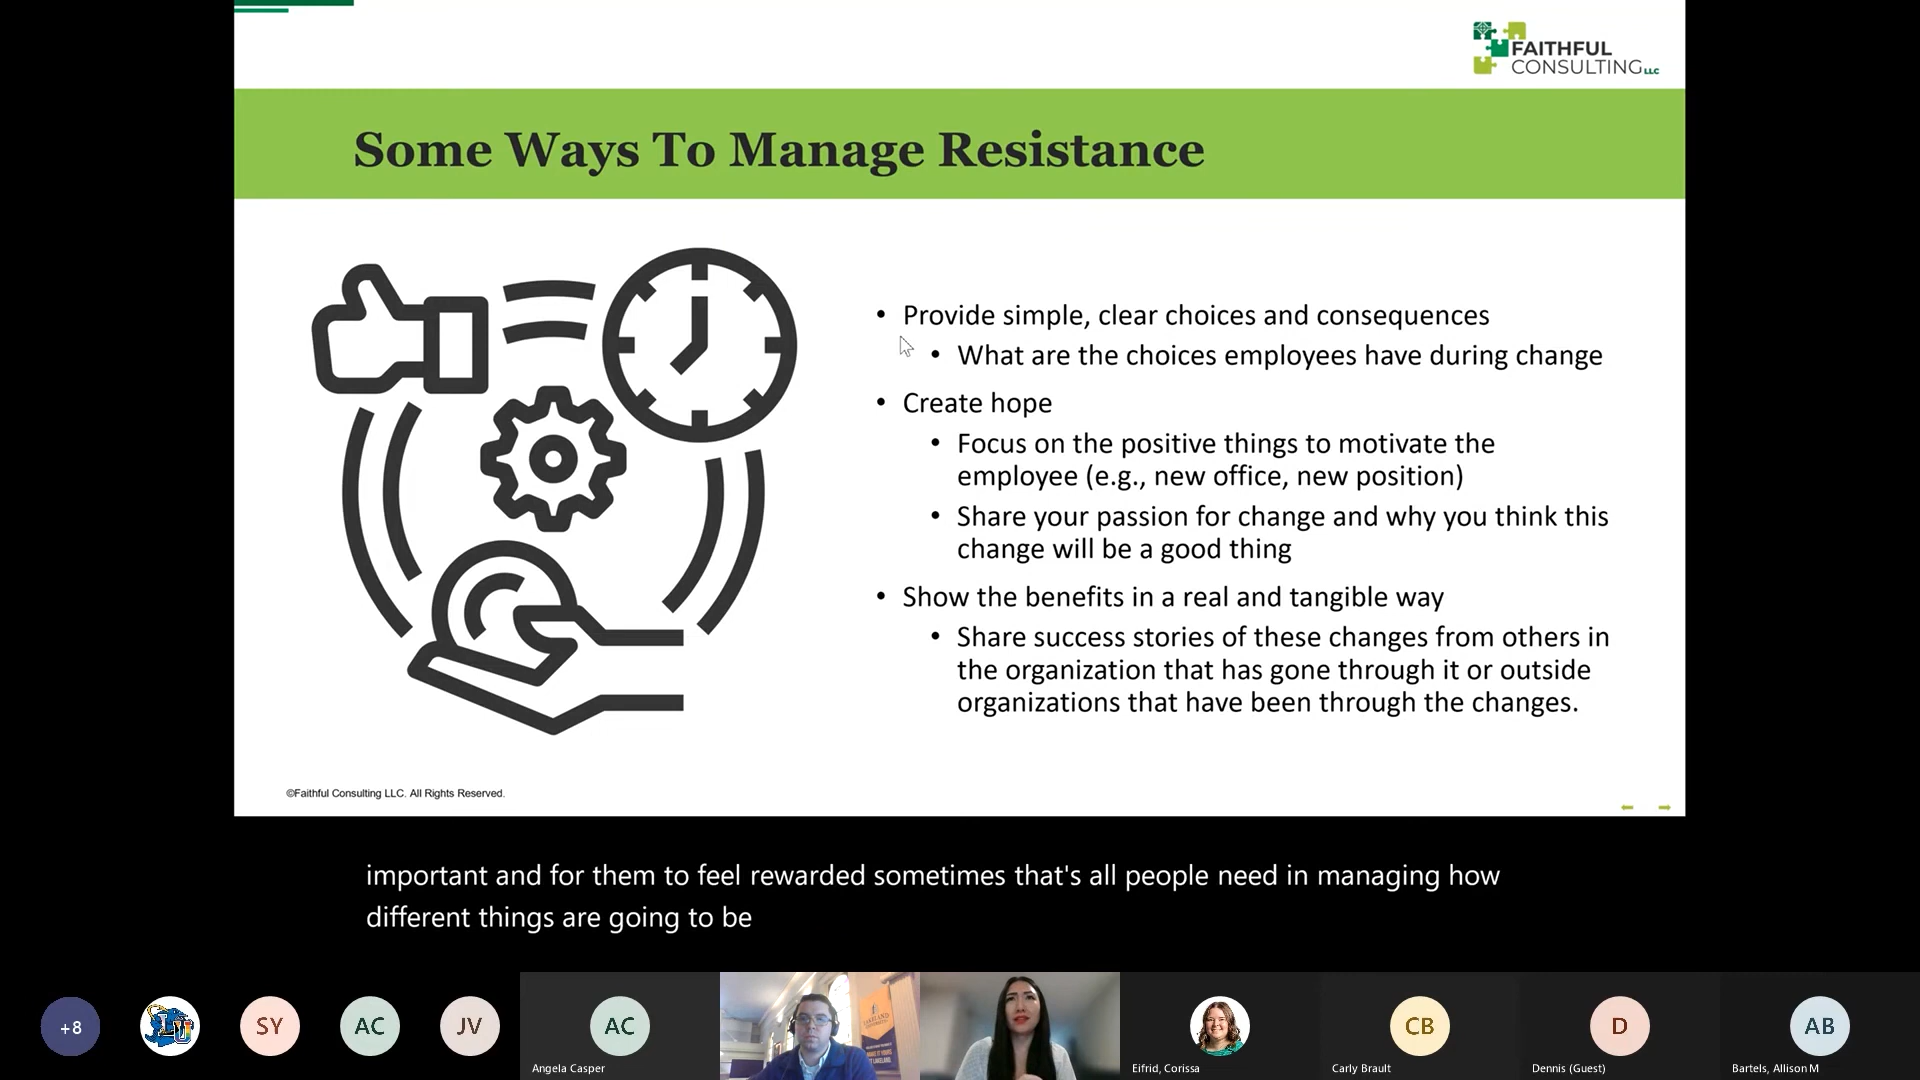 FAITHFUL
CONSULTING LLC
Some Ways To Manage Resistance
• Provide simple, clear choices and consequences
• What are the choices employees have during change
• Create hope
• Focus on the positive things to motivate the
employee (e.g., new office, new position)
• Share your passion for change and why you think this
change will be a good thing
• Show the benefits in a real and tangible way
• Share success stories of these changes from others in
the organization that has gone through it or outside
organizations that have been through the changes.
©Faithful Consulting LLC. All Rights Reserved.
important and for them to feel rewarded sometimes that's all people need in managing how
different things are going to be
+8
LU
SY
AC
JV
AC
Angela Casper
LAKELAND
Eifrid, Corissa
CB
Carly Brault
D
Dennis (Guest)
AB
Bartels, Allison M